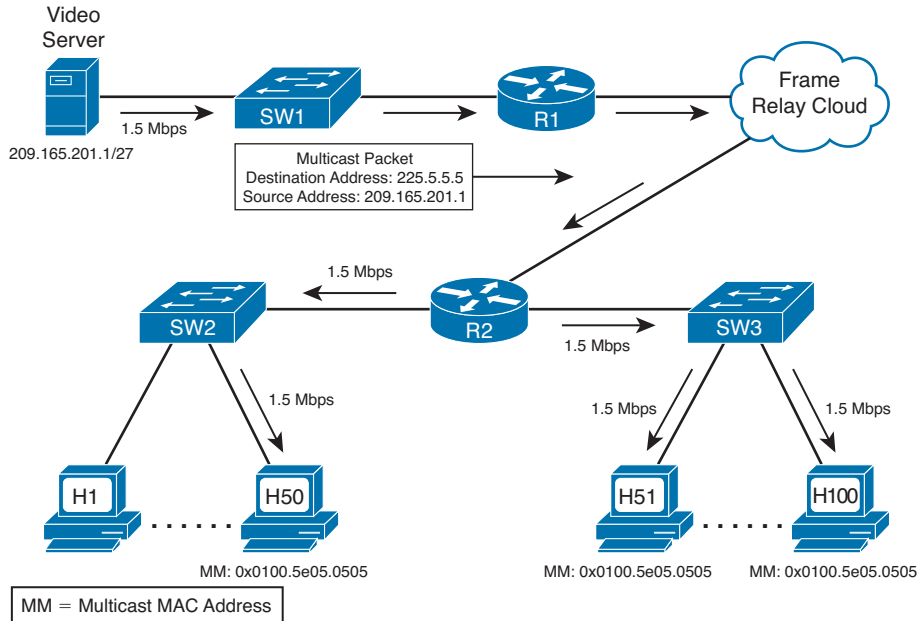 Video
Server
1.5 Mbps
209.165.201.1/27
SW1
R1
Frame
Relay Cloud
Multicast Packet
Destination Address: 225.5.5.5
Source Address: 209.165.201.1
1.5 Mbps
SW2
R2
1.5 Mbps
SW3
1.5 Mbps
1.5 Mbps
1.5 Mbps
H1
H50
H51
H100
MM: 0x0100.5e05.0505
MM: 0x0100.5e05.0505
MM: 0x0100.5e05.0505
MM = Multicast MAC Address